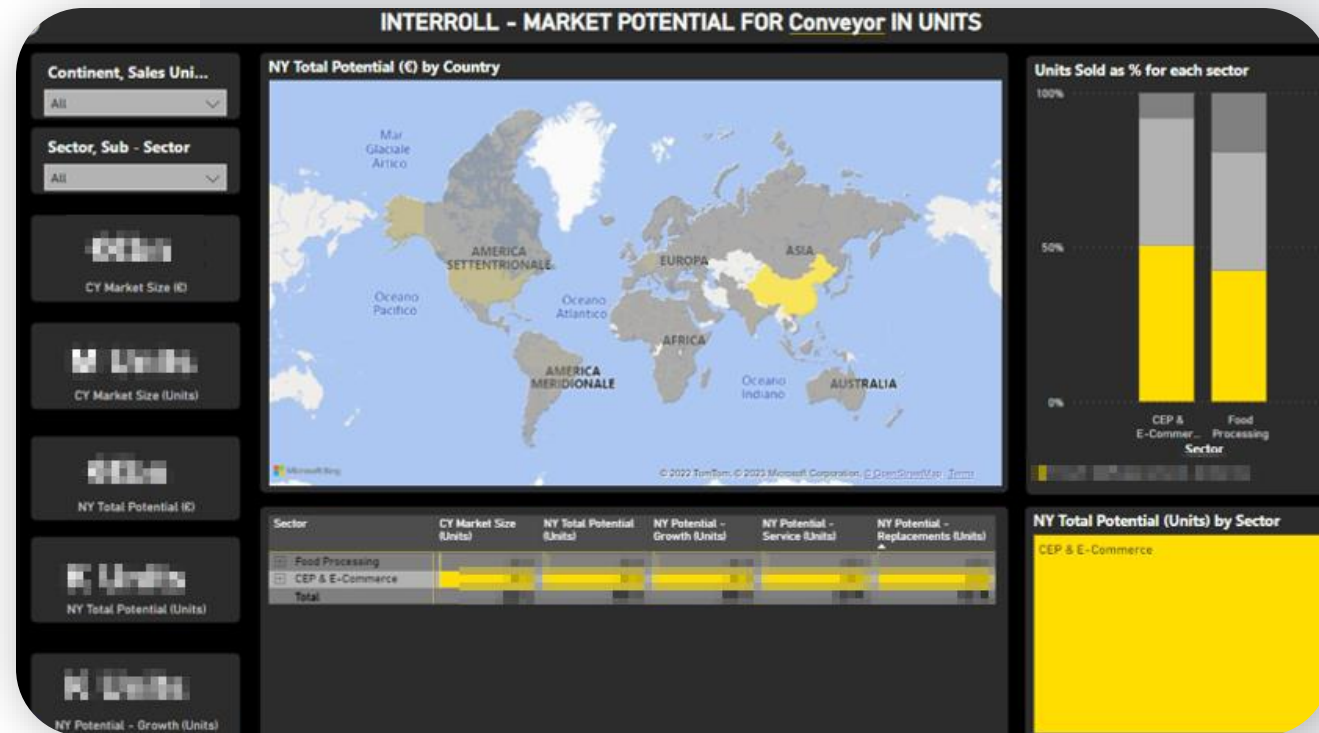 INTERROLL - MARKET POTENTIAL FOR Conveyor IN UNITS
Continent, Sales Uni...
All
Sector, Sub - Sector
All
CY Market Size (€)
M Units
CY Market Size (Units)
NY Total Potential (€)
K Units
NY Total Potential (Units)
K Units
NY Potential - Growth (Units)
NY Total Potential (€) by Country
Mar
Glaciale
Artico
AMERICA
SETTENTRIONALE
EUROPA
ASIA
Oceano
Pacifico
Oceano
Atlantico
AFRICA
AMERICA
MERIDIONALE
Oceano
Indiano
AUSTRALIA
Microsoft Bing
© 2022 TomTom, © 2023 Microsoft Corporation, © OpenStreetMap Terms
Sector
CY Market Size
(Units)
NY Total Potential
(Units)
NY Potential -
Growth (Units)
NY Potential -
Service (Units)
NY Potential -
Replacements (Units)
Food Processing
CEP & E-Commerce
Total
Units Sold as % for each sector
100%
50%
0%
CEP &
E-Commer...
Food
Processing
Sector
NY Total Potential (Units) by Sector
CEP & E-Commerce